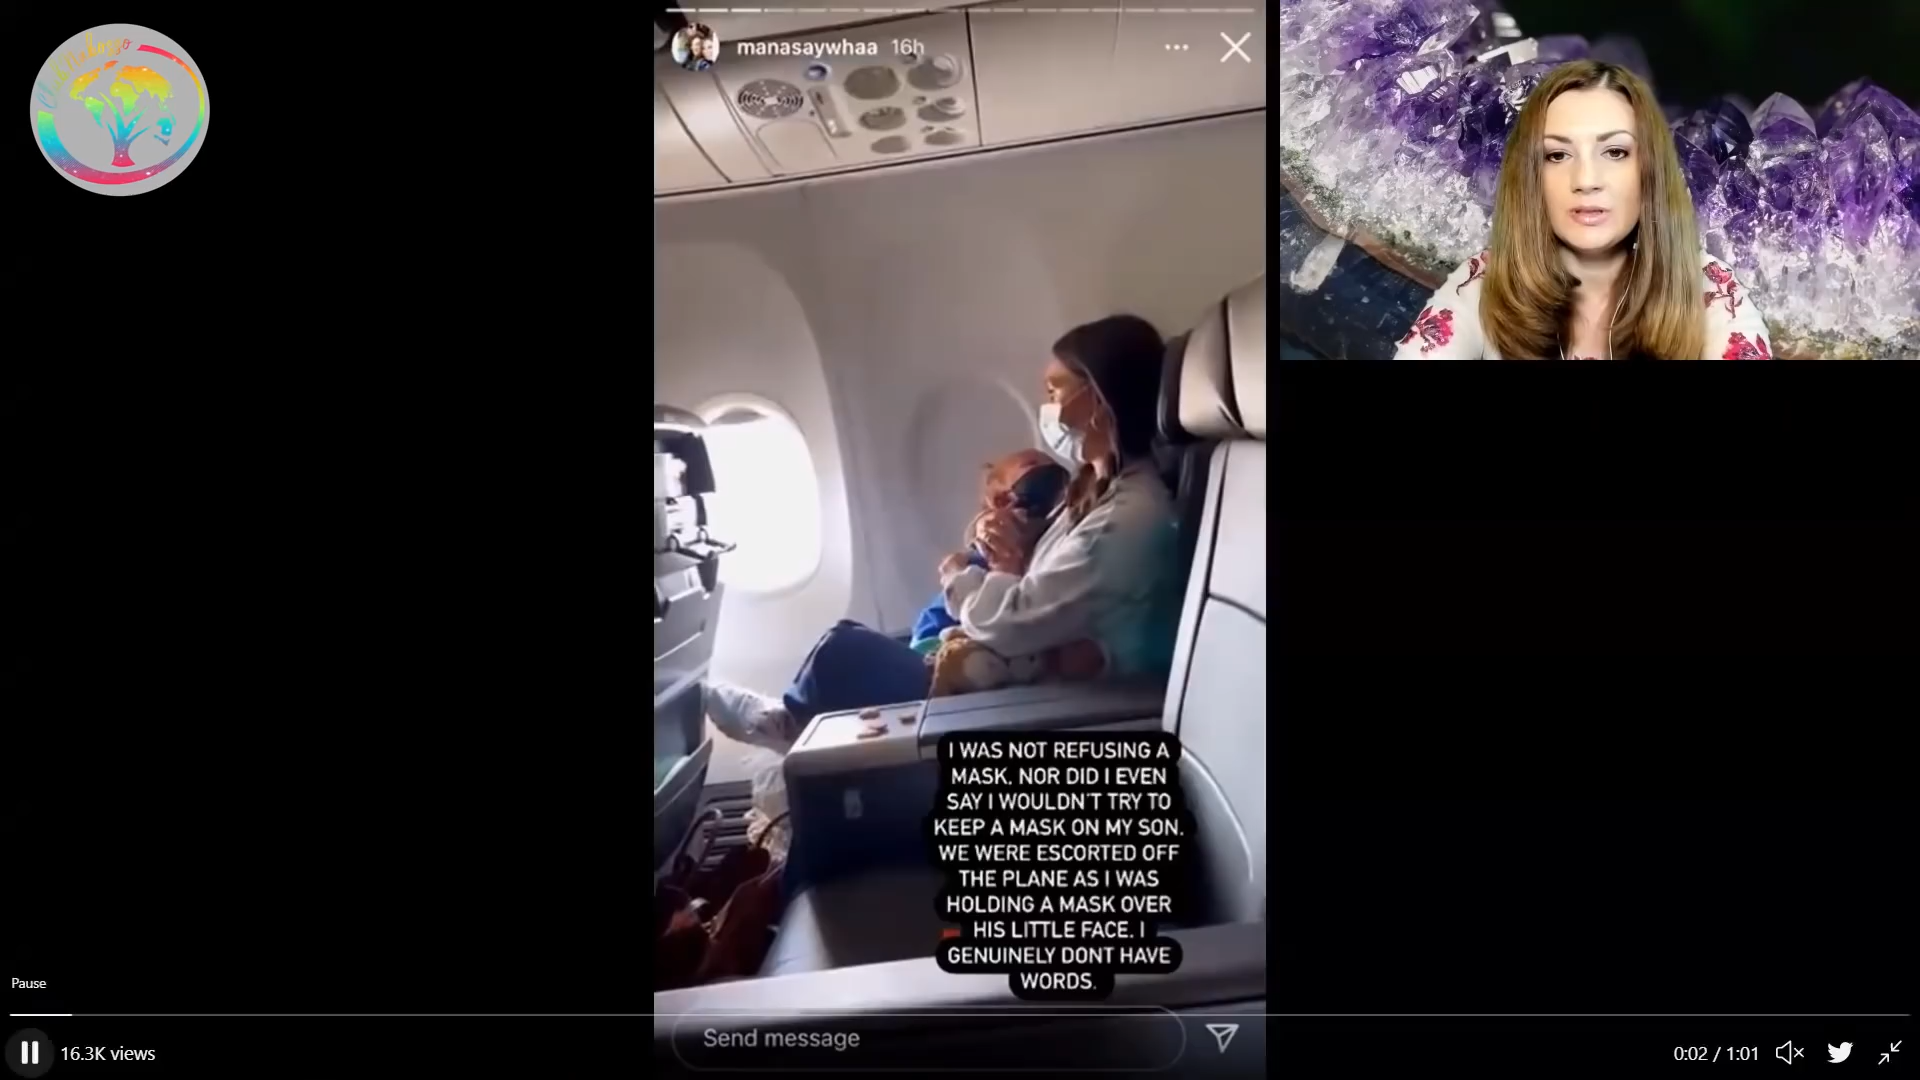 manasaywhaa 16h
I WAS NOT REFUSING A
MASK. NOR DID I EVEN
SAY I WOULDN'T TRY TO
KEEP A MASK ON MY SON.
WE WERE ESCORTED OFF
THE PLANE AS I WAS
HOLDING A MASK OVER
HIS LITTLE FACE. I
GENUINELY DONT HAVE
WORDS.
Send message
Pause
16.3K views
0:02 / 1:01